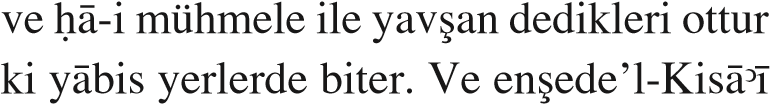 ve ḥā-i mühmele ile yavşan dedikleri ottur
ki yābis yerlerde biter. Ve enşede’l-Kisāʾī